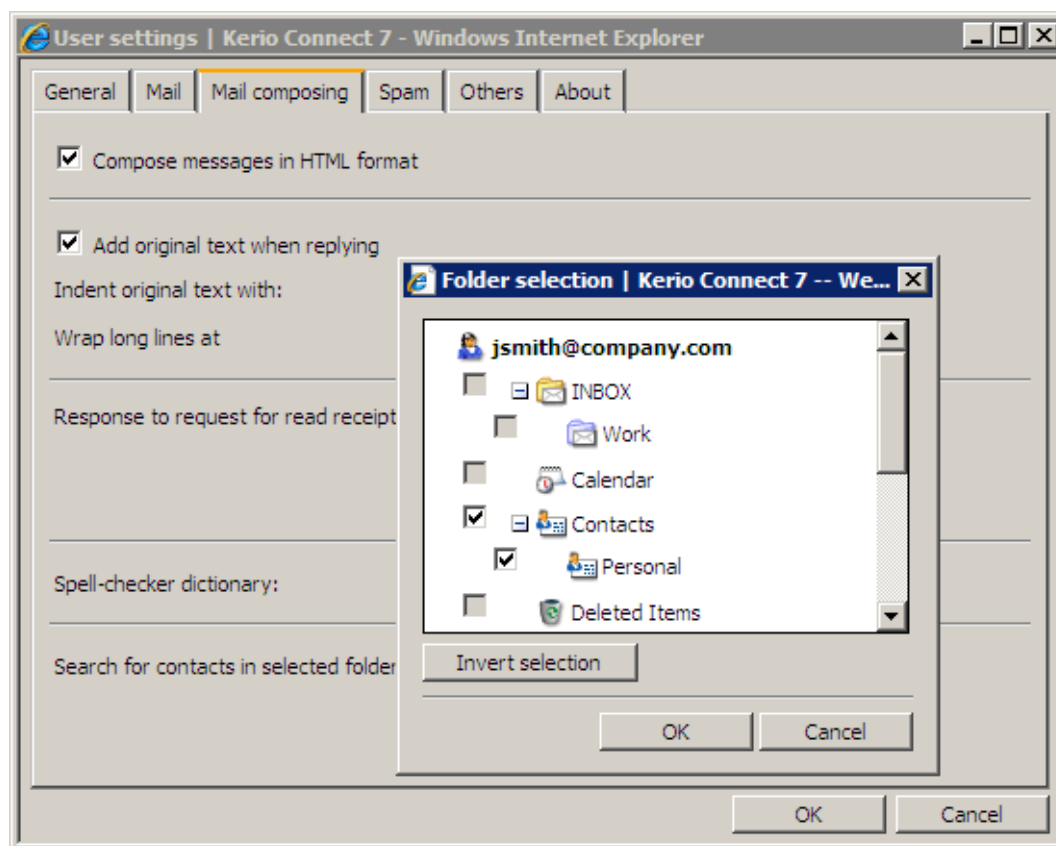 User settings | Kerio Connect 7 - Windows Internet Explorer
General Mail Mail composing Spam Others About
Compose messages in HTML format
Add original text when replying
Indent original text with:
Wrap long lines at
Response to request for read receipt
Spell-checker dictionary:
Search for contacts in selected folder
Folder selection | Kerio Connect 7 -- We...
jsmith@company.com
INBOX
Work
Calendar
Contacts
Personal
Deleted Items
Invert selection
OK Cancel
OK Cancel